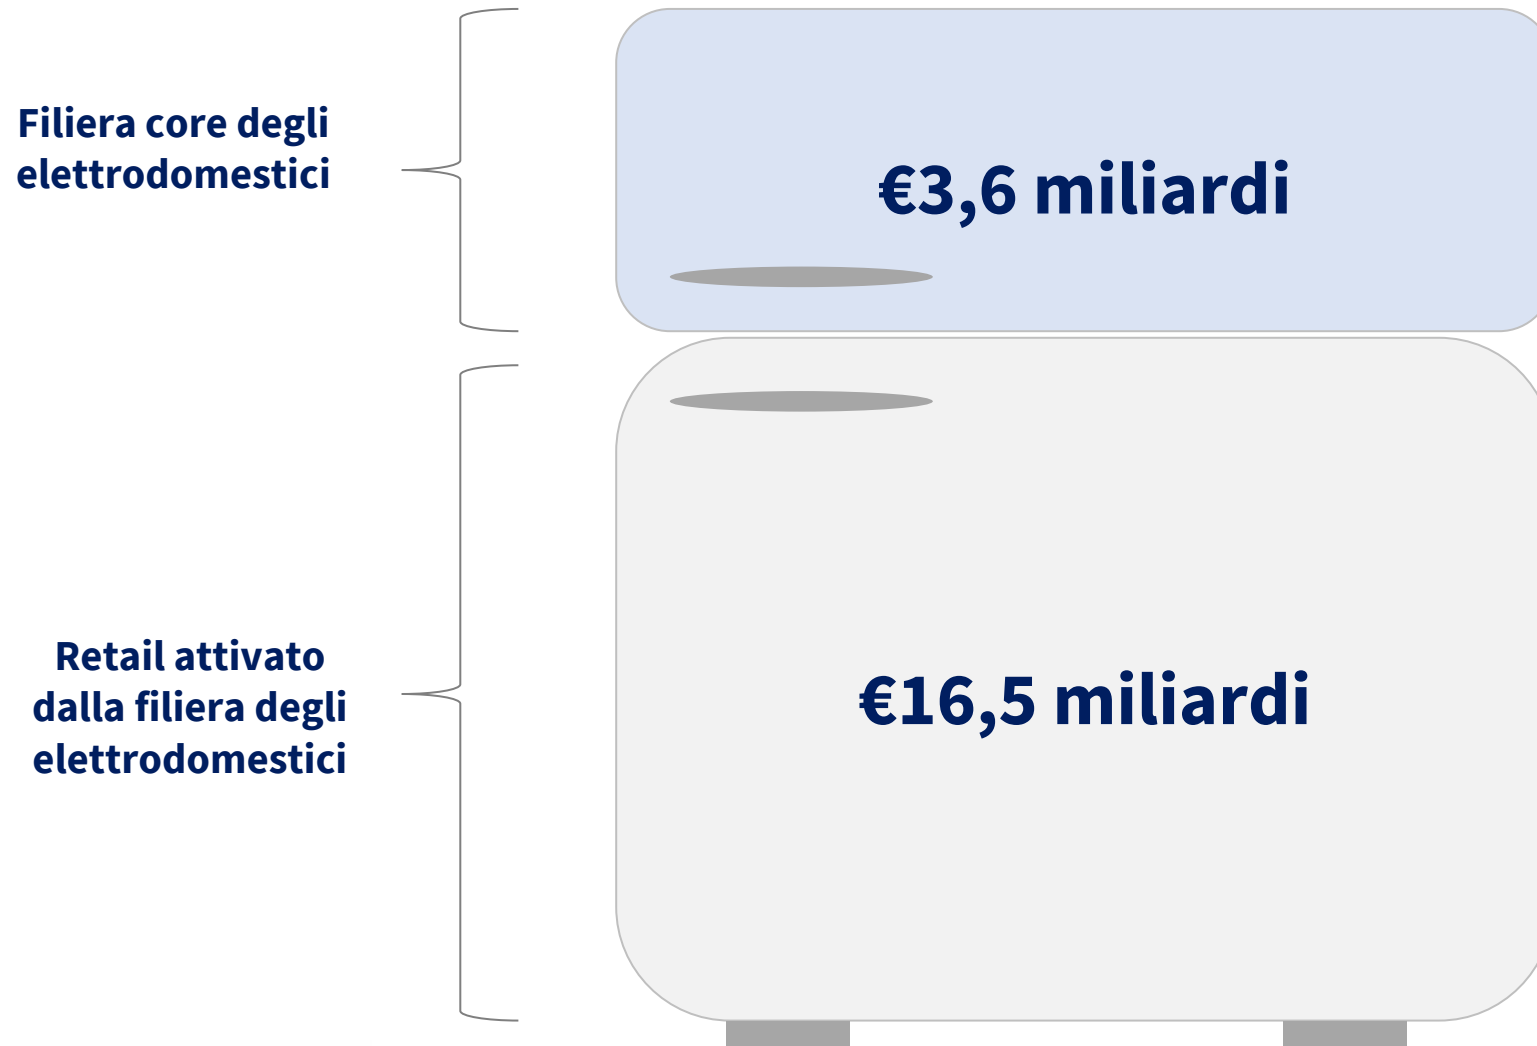 Filiera core degli
elettrodomestici
€3,6 miliardi
Retail attivato
dalla filiera degli
elettrodomestici
€16,5 miliardi